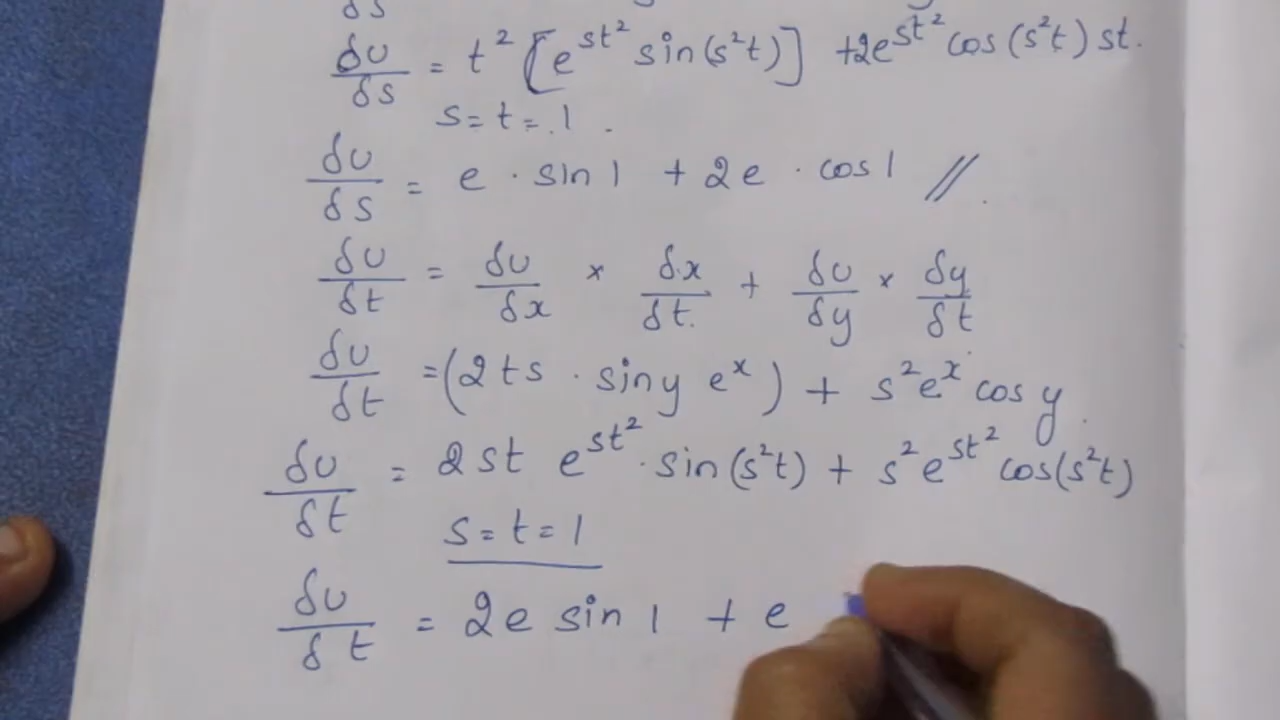 δs
δu/δs = t² [e^{st²} sin(s²t)] + 2e^{st²} cos(s²t) st.
s = t = 1.
δu/δs = e · sin 1 + 2e · cos 1 //.
δu/δt = δu/δx × δx/δt + δu/δy × δy/δt
δu/δt = (2ts · siny e^x) + s²e^x cos y
δu/δt = 2st e^{st²} · sin(s²t) + s²e^{st²} cos(s²t)
s = t = 1
δu/δt = 2e sin 1 + e